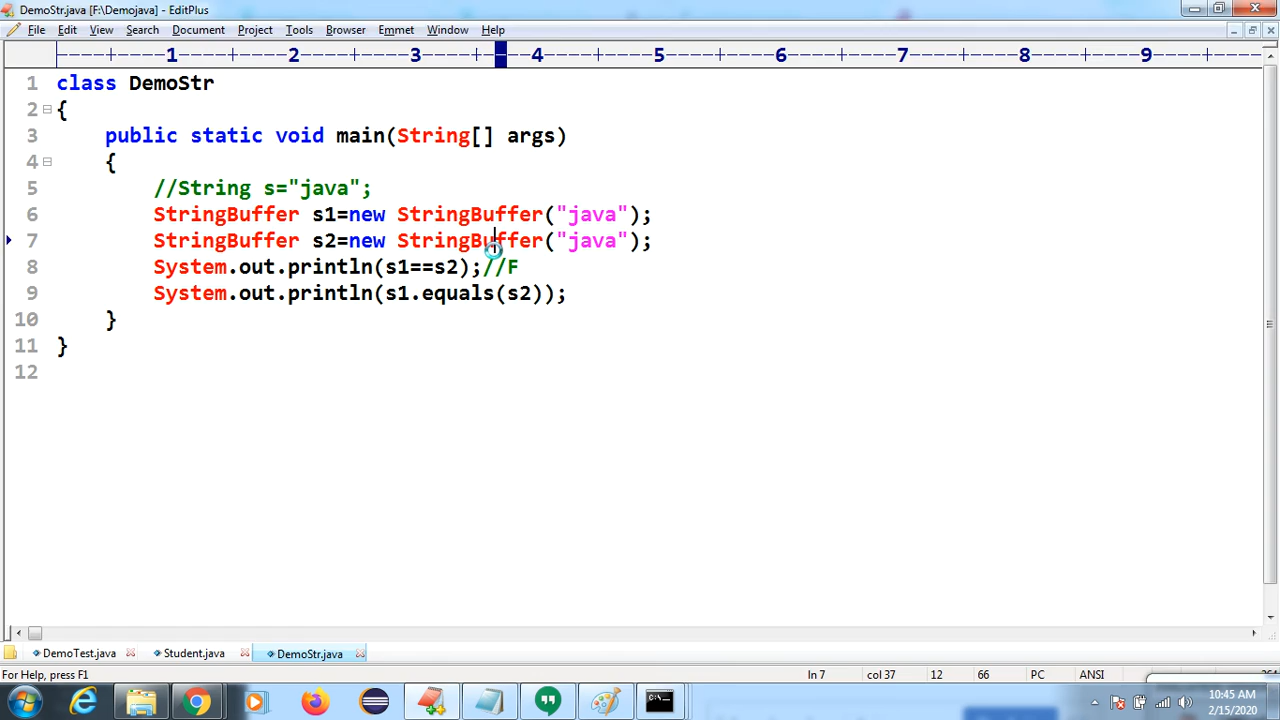 DemoStr.java [F:\Demojava] - EditPlus
File Edit View Search Document Project Tools Browser Emmet Window Help
----+----1----+----2----+----3----+----4----+----5----+----6----+----7----+----8----+----9----+--
1 class DemoStr
2 {
3 public static void main(String[] args)
4 {
5 //String s="java";
6 StringBuffer s1=new StringBuffer("java");
7 StringBuffer s2=new StringBuffer("java");
8 System.out.println(s1==s2);//F
9 System.out.println(s1.equals(s2));
10 }
11 }
12
DemoTest.java Student.java DemoStr.java
For Help, press F1 ln 7 col 37 12 66 PC ANSI
10:45 AM
2/15/2020